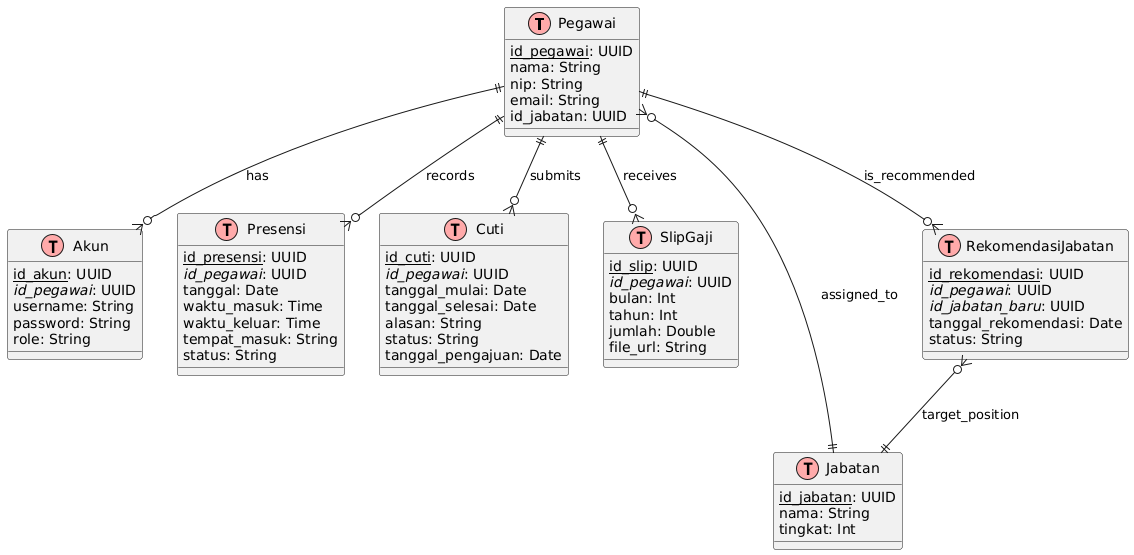 T Pegawai
id_pegawai: UUID
nama: String
nip: String
email: String
id_jabatan: UUID
has
records
submits
receives
is_recommended
T Akun
id_akun: UUID
id_pegawai: UUID
username: String
password: String
role: String
T Presensi
id_presensi: UUID
id_pegawai: UUID
tanggal: Date
waktu_masuk: Time
waktu_keluar: Time
tempat_masuk: String
status: String
T Cuti
id_cuti: UUID
id_pegawai: UUID
tanggal_mulai: Date
tanggal_selesai: Date
alasan: String
status: String
tanggal_pengajuan: Date
T SlipGaji
id_slip: UUID
id_pegawai: UUID
bulan: Int
tahun: Int
jumlah: Double
file_url: String
assigned_to
T RekomendasiJabatan
id_rekomendasi: UUID
id_pegawai: UUID
id_jabatan_baru: UUID
tanggal_rekomendasi: Date
status: String
target_position
T Jabatan
id_jabatan: UUID
nama: String
tingkat: Int